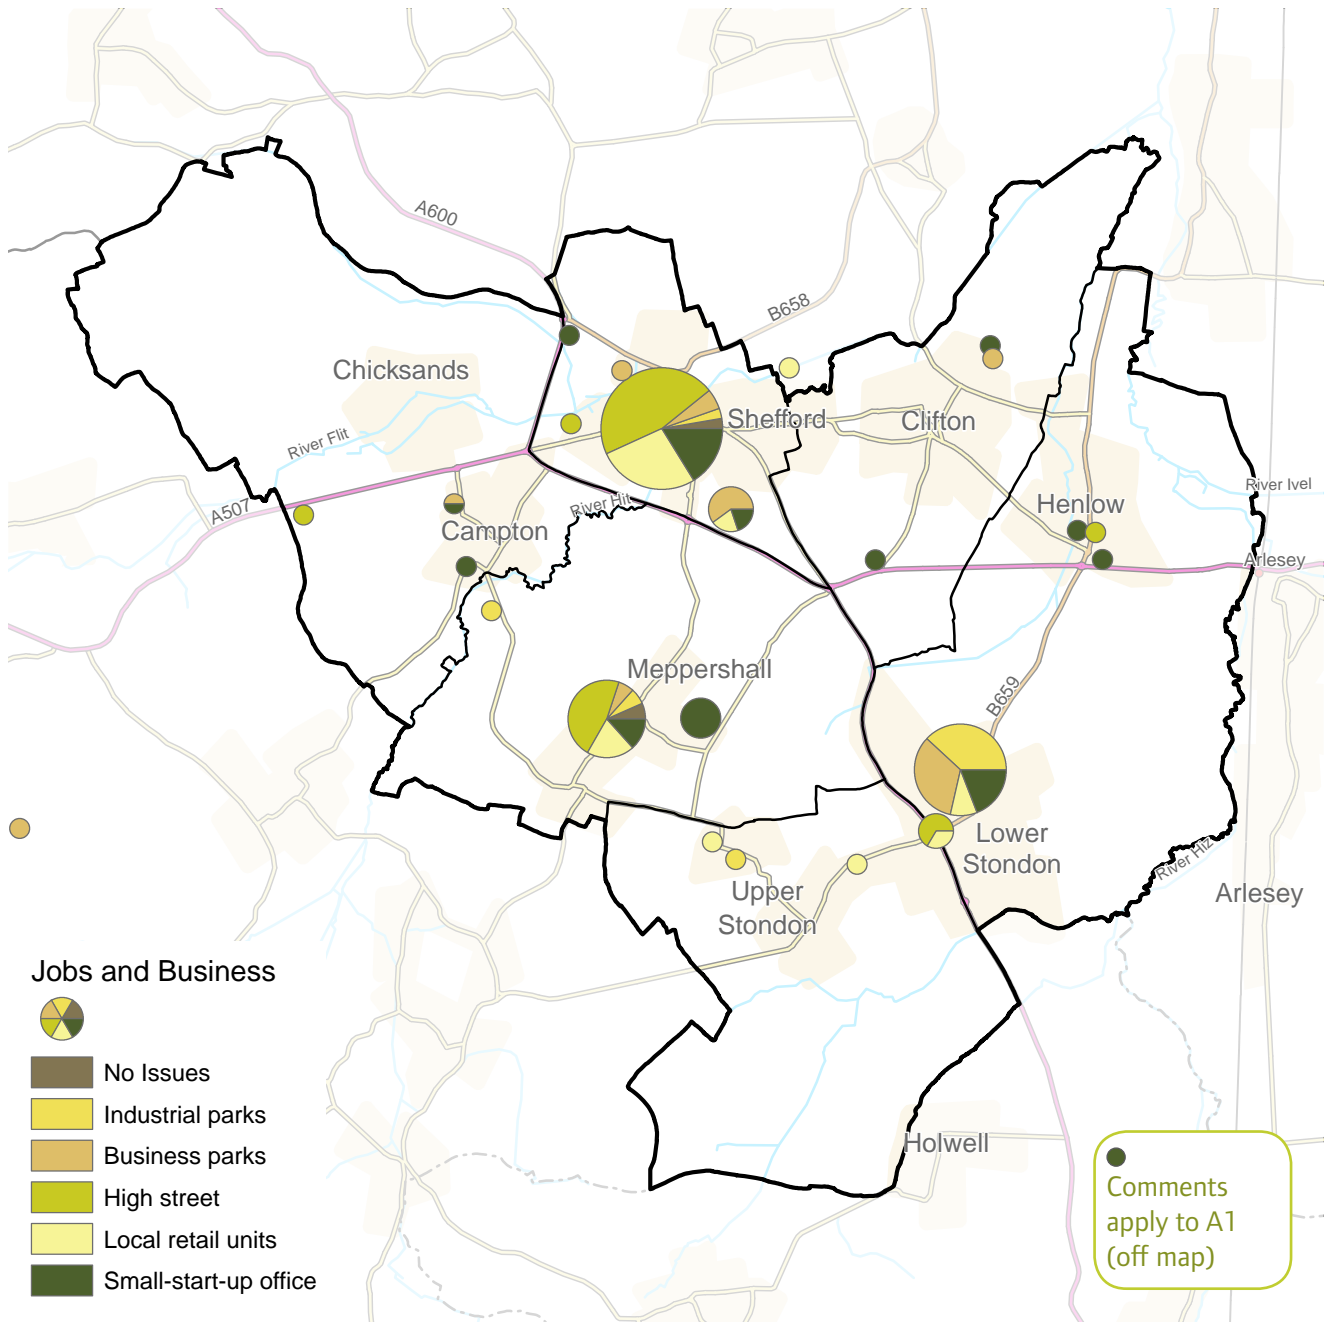 A600
B658
Chicksands
Shefford
Clifton
River Flit
River Ivel
A507
River Hit
Henlow
Campton
Arlesey
Meppershall
B659
Lower
Stondon
River Hiz
Upper
Stondon
Arlesey
Jobs and Business
No Issues
Industrial parks
Business parks
High street
Local retail units
Small-start-up office
Holwell
Comments
apply to A1
(off map)